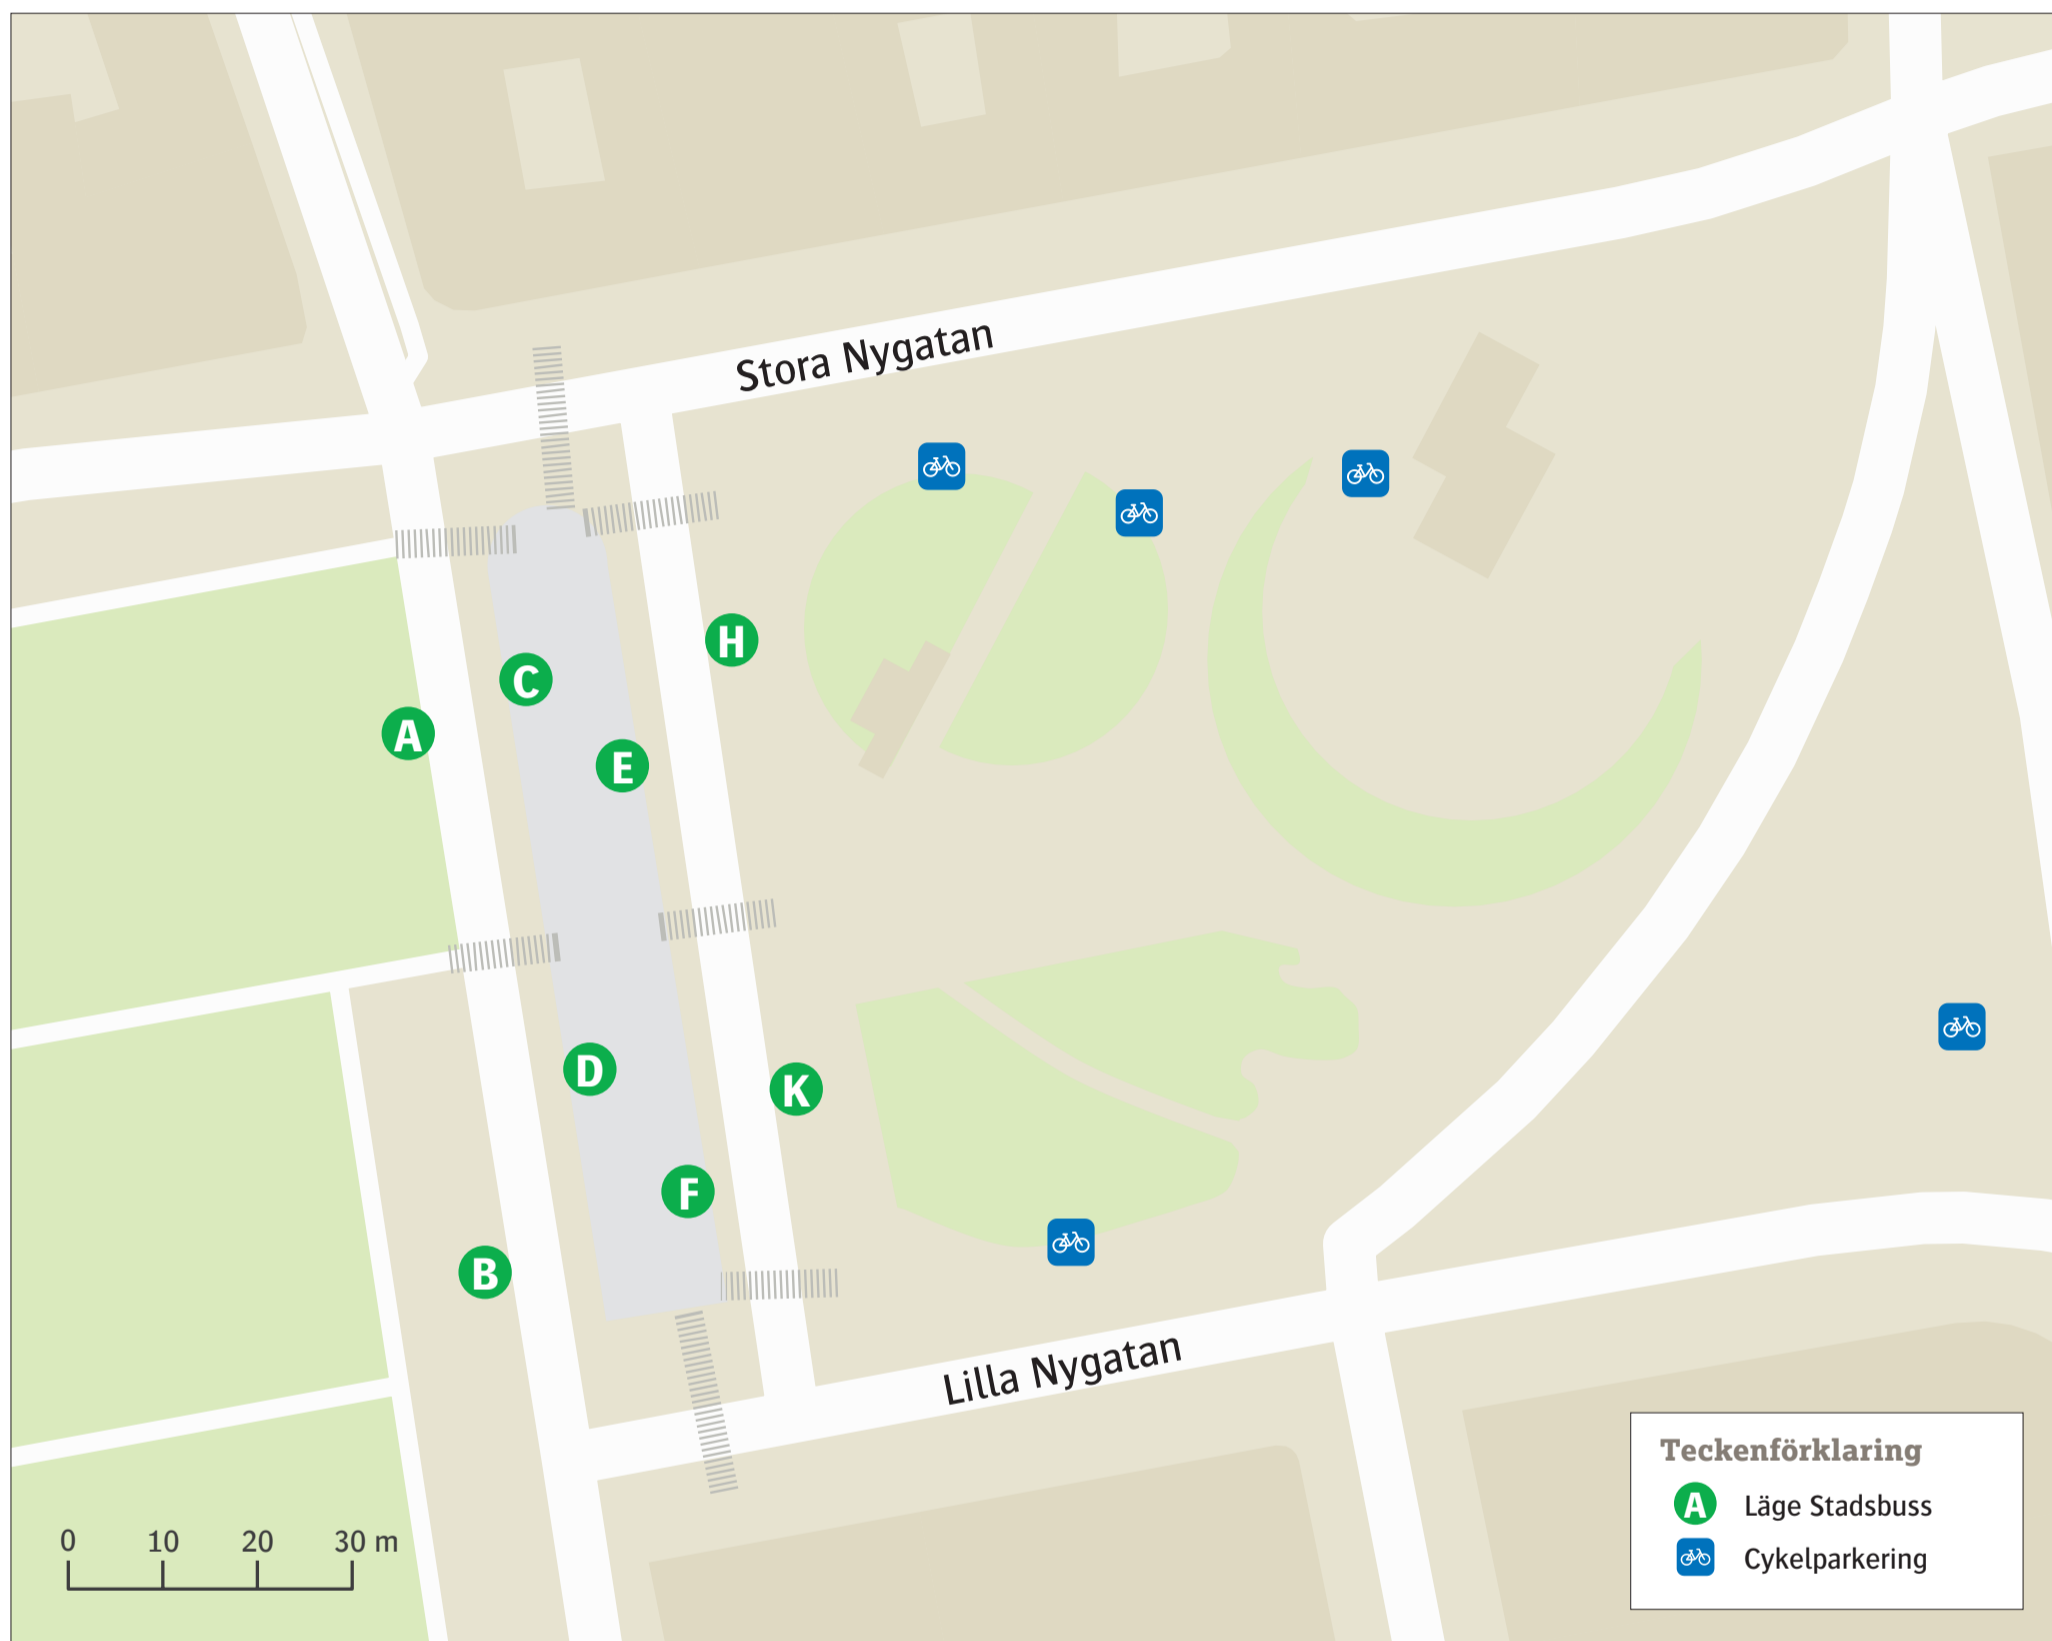 Stora Nygatan
H
C
A
E
D
K
F
B
Lilla Nygatan
Teckenförklaring
A Läge Stadsbuss
Cykelparkering
0 10 20 30 m